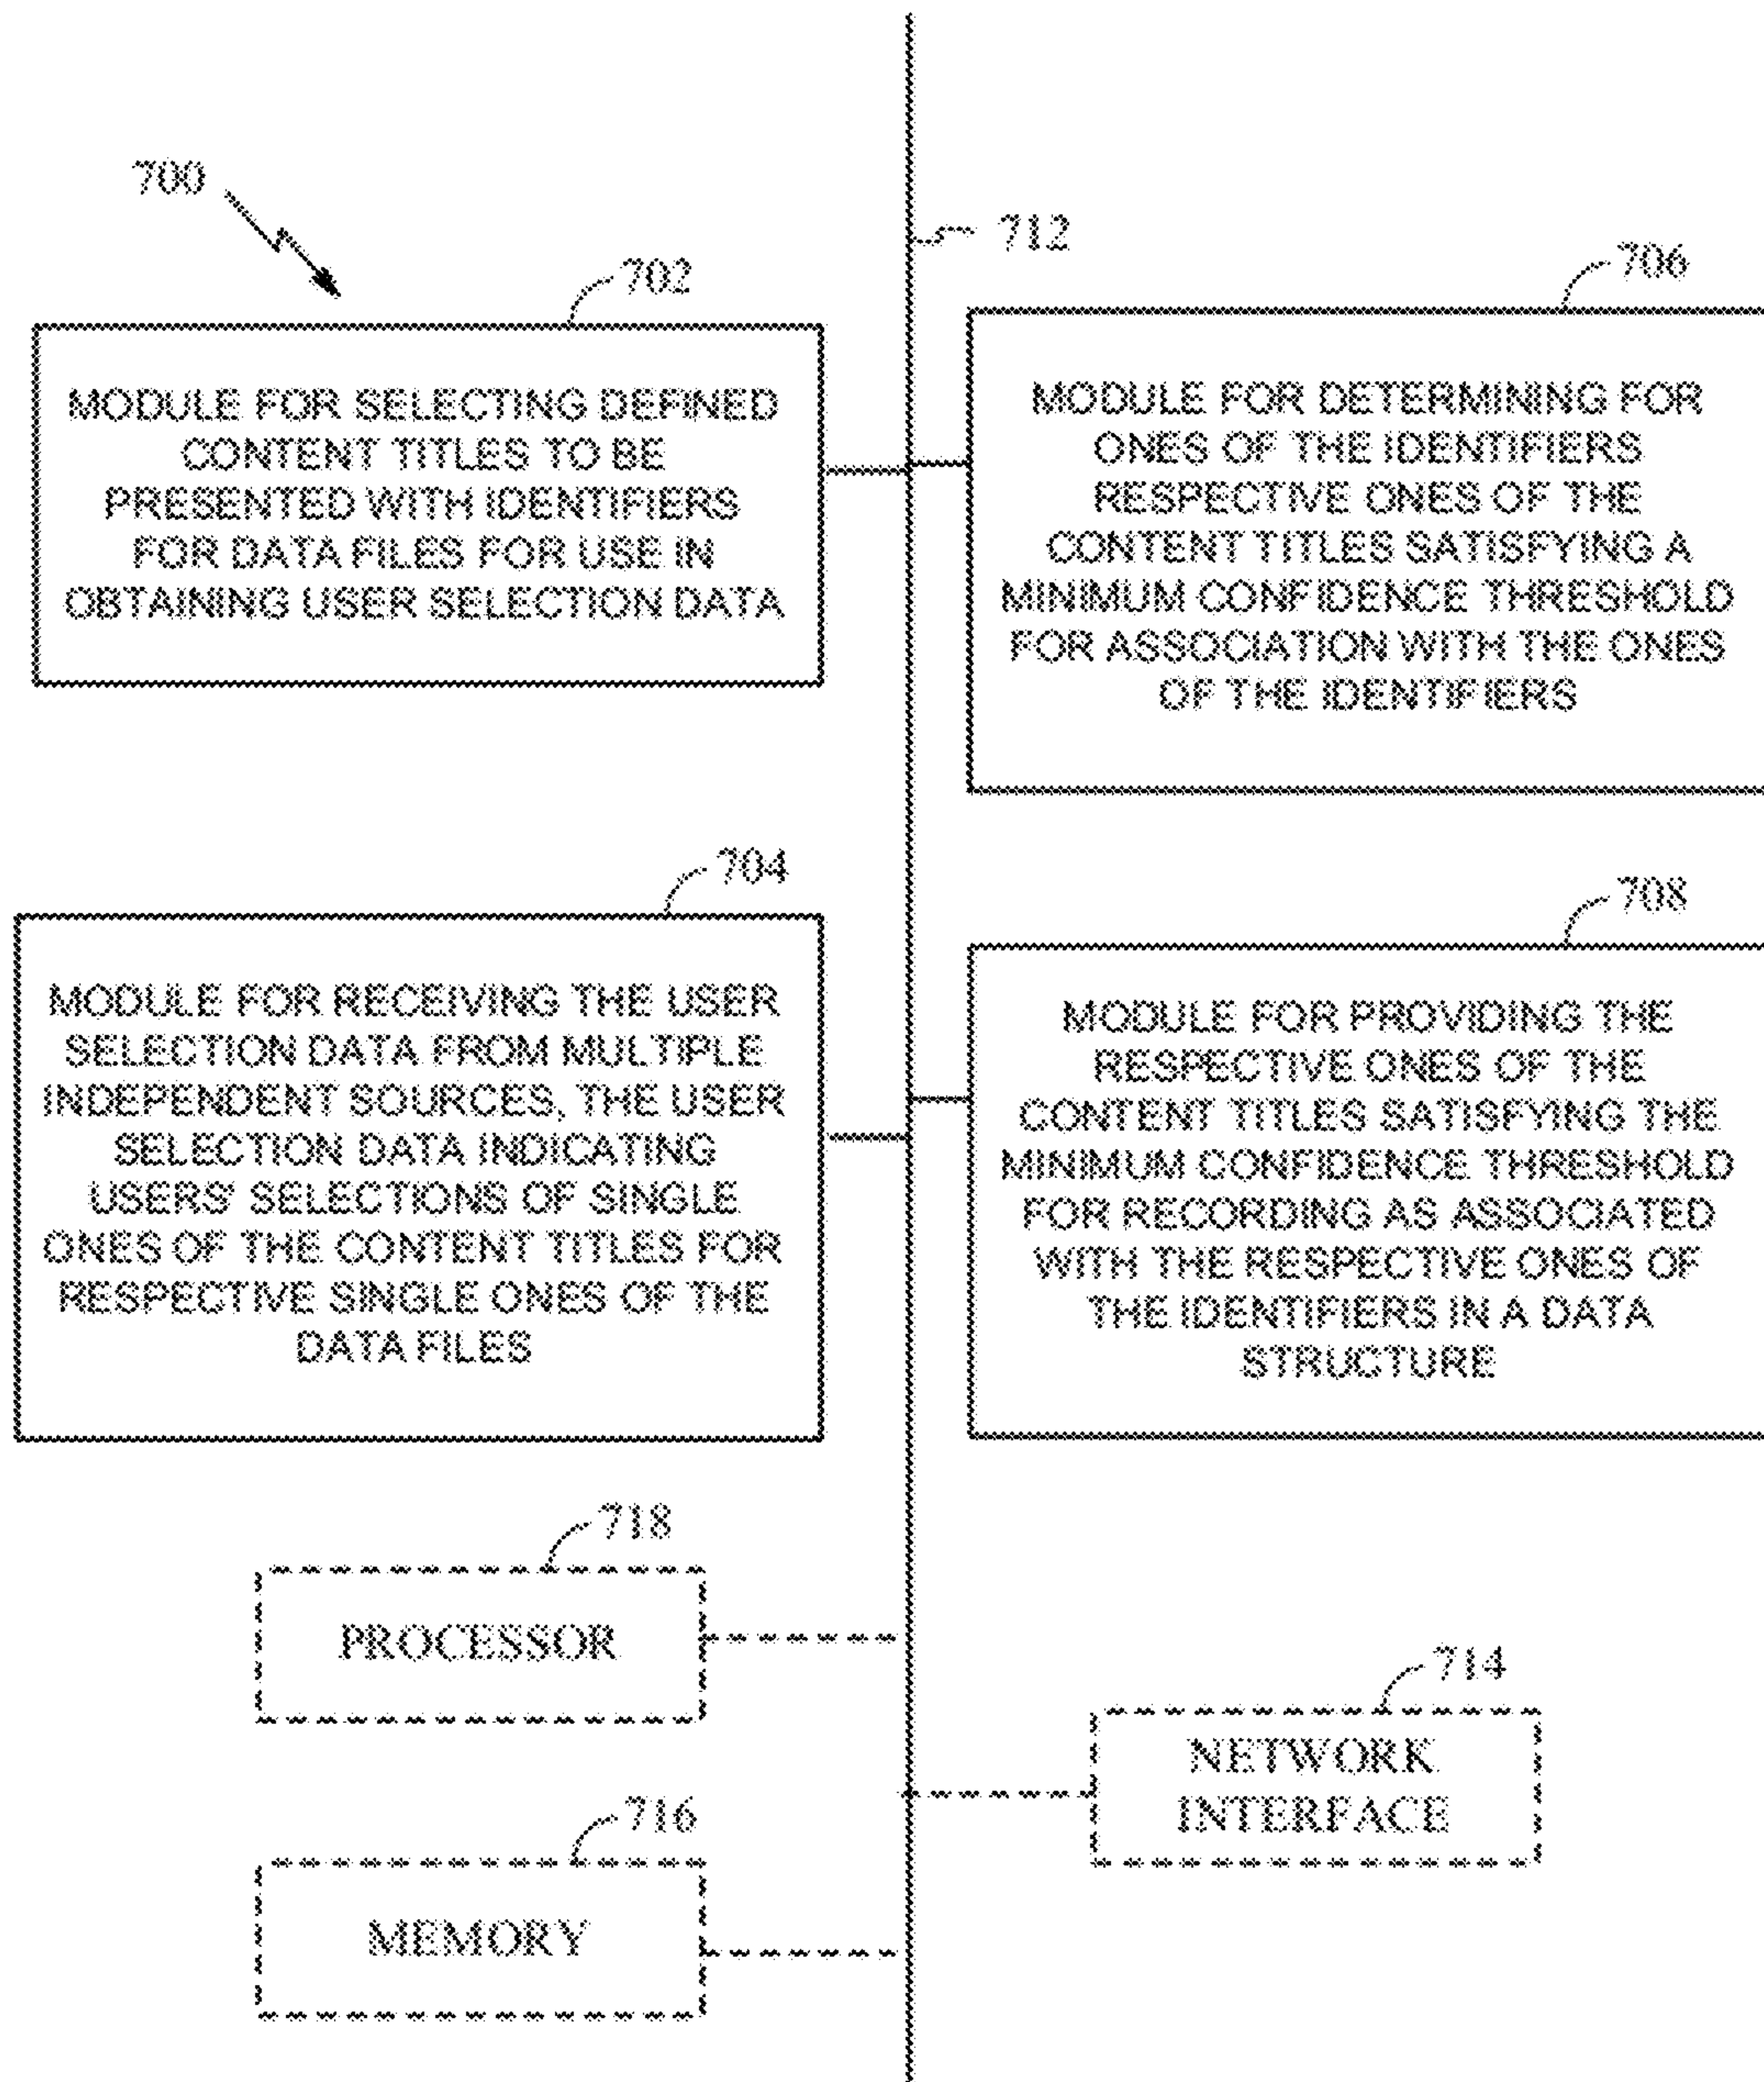 700
712
702
MODULE FOR SELECTING DEFINED
CONTENT TITLES TO BE
PRESENTED WITH IDENTIFIERS
FOR DATA FILES FOR USE IN
OBTAINING USER SELECTION DATA
706
MODULE FOR DETERMINING FOR
ONES OF THE IDENTIFIERS
RESPECTIVE ONES OF THE
CONTENT TITLES SATISFYING A
MINIMUM CONFIDENCE THRESHOLD
FOR ASSOCIATION WITH THE ONES
OF THE IDENTIFIERS
704
MODULE FOR RECEIVING THE USER
SELECTION DATA FROM MULTIPLE
INDEPENDENT SOURCES, THE USER
SELECTION DATA INDICATING
USERS' SELECTIONS OF SINGLE
ONES OF THE CONTENT TITLES FOR
RESPECTIVE SINGLE ONES OF THE
DATA FILES
708
MODULE FOR PROVIDING THE
RESPECTIVE ONES OF THE
CONTENT TITLES SATISFYING THE
MINIMUM CONFIDENCE THRESHOLD
FOR RECORDING AS ASSOCIATED
WITH THE RESPECTIVE ONES OF
THE IDENTIFIERS IN A DATA
STRUCTURE
718
PROCESSOR
714
NETWORK
INTERFACE
716
MEMORY